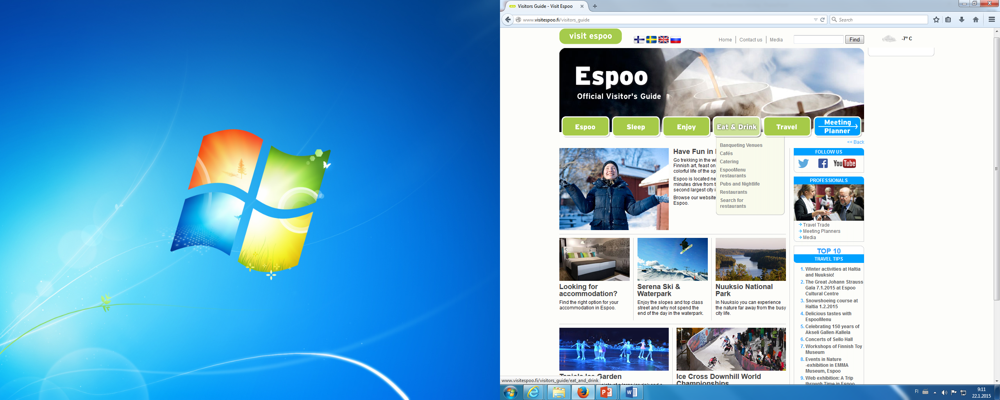 Visitors Guide - Visit Espoo
www.visitespoo.fi/visitors_guide
Search
visit espoo
Home
Contact us
Media
Find
-7° C
Espoo
Official Visitor's Guide
Espoo
Sleep
Enjoy
Eat & Drink
Travel
Meeting
Planner
<< Back
Banqueting Venues
Cafés
Catering
EspooMenu
restaurants
Pubs and Nightlife
Restaurants
Search for
restaurants
Have Fun in
Go trekking in the
Finnish art, feast on
colorful life of the
Espoo is located
minutes drive from
second largest city
Browse our website
Espoo.
FOLLOW US
YouTube
PROFESSIONALS
Travel Trade
Meeting Planners
Media
TOP 10
TRAVEL TIPS
1. Winter activities at Haltia
and Nuuksio!
2. The Great Johann Strauss
Gala 7.1.2015 at Espoo
Cultural Centre
3. Snowshoeing course at
Haltia 1.2.2015
4. Delicious tastes with
EspooMenu
5. Celebrating 150 years of
Akseli Gallen-Kallela
6. Concerts of Sello Hall
7. Workshops of Finnish Toy
Museum
8. Events in Nature
-exhibition in EMMA
Museum, Espoo
9. Web exhibition: A Trip
through Time in Espoo
Looking for
accommodation?
Find the right option for your
accommodation in Espoo.
Serena Ski &
Waterpark
Enjoy the slopes and top class
street and why not spend the
end of the day in the waterpark.
Nuuksio National
Park
In Nuuksio you can experience
the nature far away from the busy
city life.
Garden
Ice Cross Downhill World
Championships
www.visitespoo.fi/visitors_guide/eat_and_drink
FI
9:11
22.1.2015